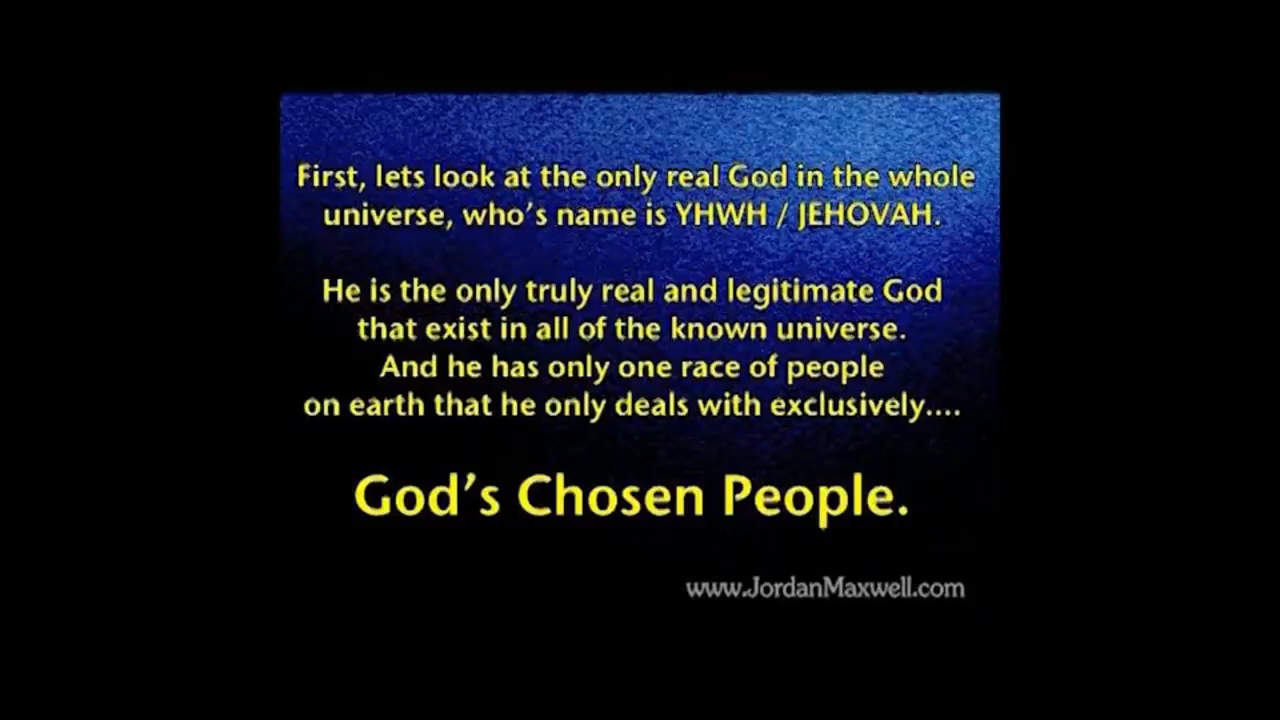 First, lets look at the only real God in the whole
universe, who's name is YHWH / JEHOVAH.
He is the only truly real and legitimate God
that exist in all of the known universe.
And he has only one race of people
on earth that he only deals with exclusively....
God's Chosen People.
www.JordanMaxwell.com